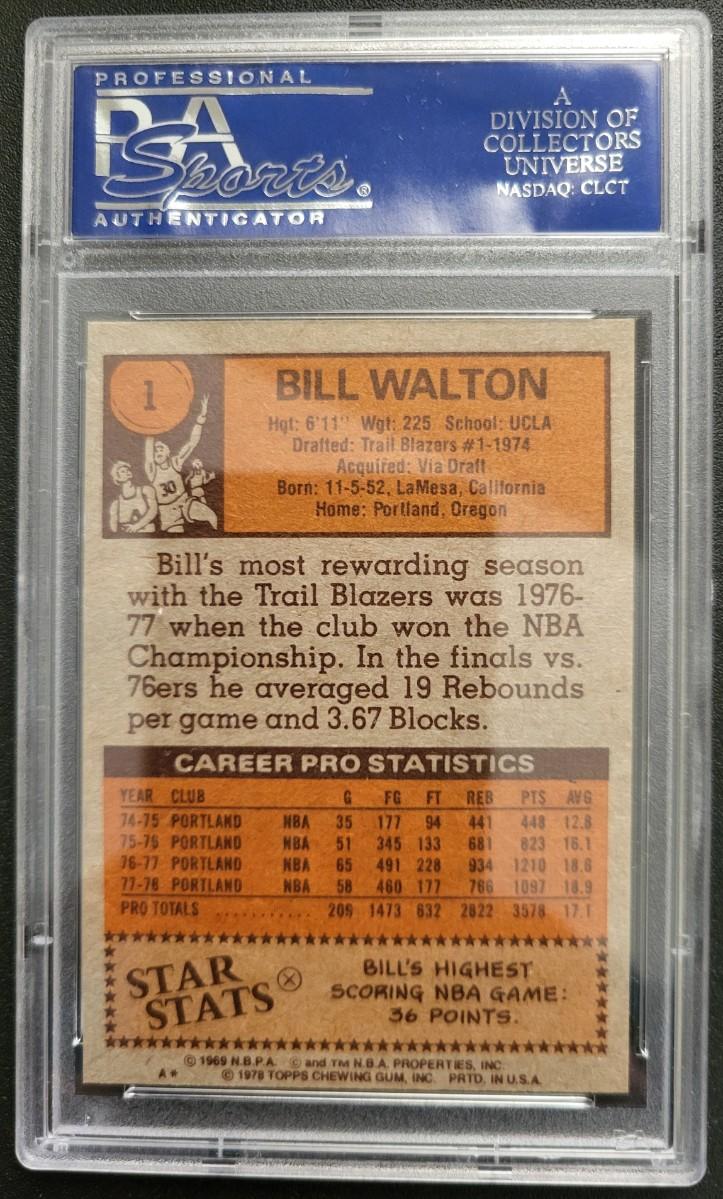 PROFESSIONAL
PSA
Sports®
AUTHENTICATOR
A
DIVISION OF
COLLECTORS
UNIVERSE
NASDAQ: CLCT
1
30
BILL WALTON
Hgt: 6'11" Wgt: 225 School: UCLA
Drafted: Trail Blazers #1-1974
Acquired: Via Draft
Born: 11-5-52, LaMesa, California
Home: Portland, Oregon
Bill's most rewarding season
with the Trail Blazers was 1976-
77 when the club won the NBA
Championship. In the finals vs.
76ers he averaged 19 Rebounds
per game and 3.67 Blocks.
CAREER PRO STATISTICS
YEAR CLUB G FG FT REB PTS AVG
74-75 PORTLAND NBA 35 177 94 441 448 12.8
75-76 PORTLAND NBA 51 345 133 681 823 16.1
76-77 PORTLAND NBA 65 491 228 934 1210 18.6
77-78 PORTLAND NBA 58 460 177 766 1097 18.9
PRO TOTALS ........... 209 1473 632 2822 3578 17.1
STAR
STATS
BILL'S HIGHEST
SCORING NBA GAME:
36 POINTS.
© 1969 N.B.P.A. © and TM N.B.A. PROPERTIES, INC.
A* © 1978 TOPPS CHEWING GUM, INC. PRTD. IN U.S.A.